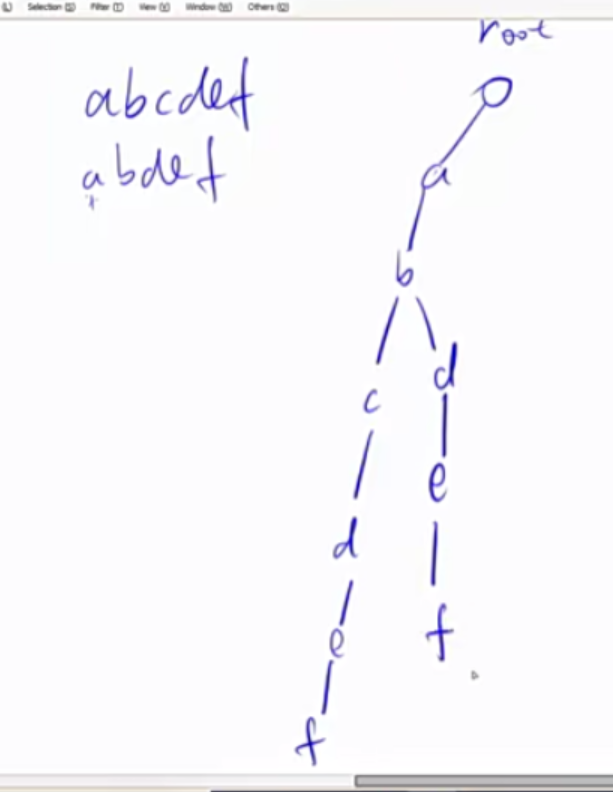 Selection (S) Filter (T) View (V) Window (W) Others (O)
root
abcdef
abdef
a
b
c
d
d
e
e
f
f